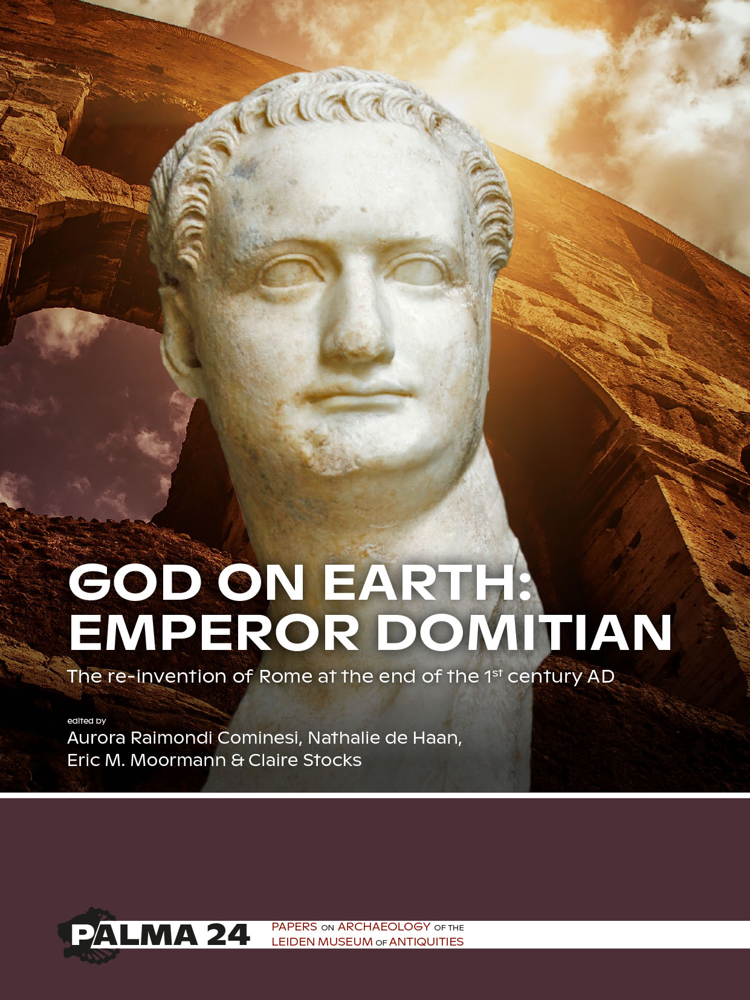 GOD ON EARTH:
EMPEROR DOMITIAN
The re-invention of Rome at the end of the 1st century AD
edited by
Aurora Raimondi Cominesi, Nathalie de Haan,
Eric M. Moormann & Claire Stocks
PALMA 24
PAPERS ON ARCHAEOLOGY OF THE
LEIDEN MUSEUM OF ANTIQUITIES